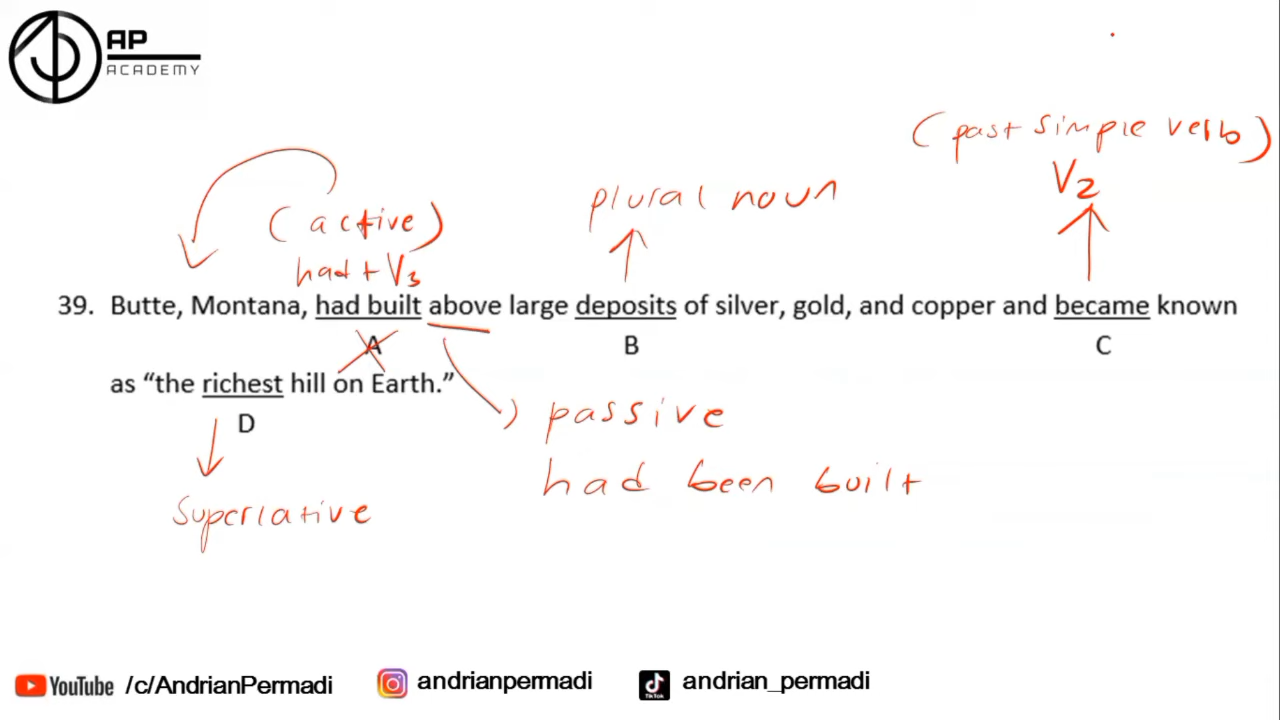 AP
ACADEMY
(past simple verb)
V2
plural noun
(active)
had + V3
39. Butte, Montana, had built above large deposits of silver, gold, and copper and became known
A
B
C
as “the richest hill on Earth.”
D
passive
had been built
superlative
YouTube /c/AndrianPermadi
andrianpermadi
TikTok
andrian_permadi